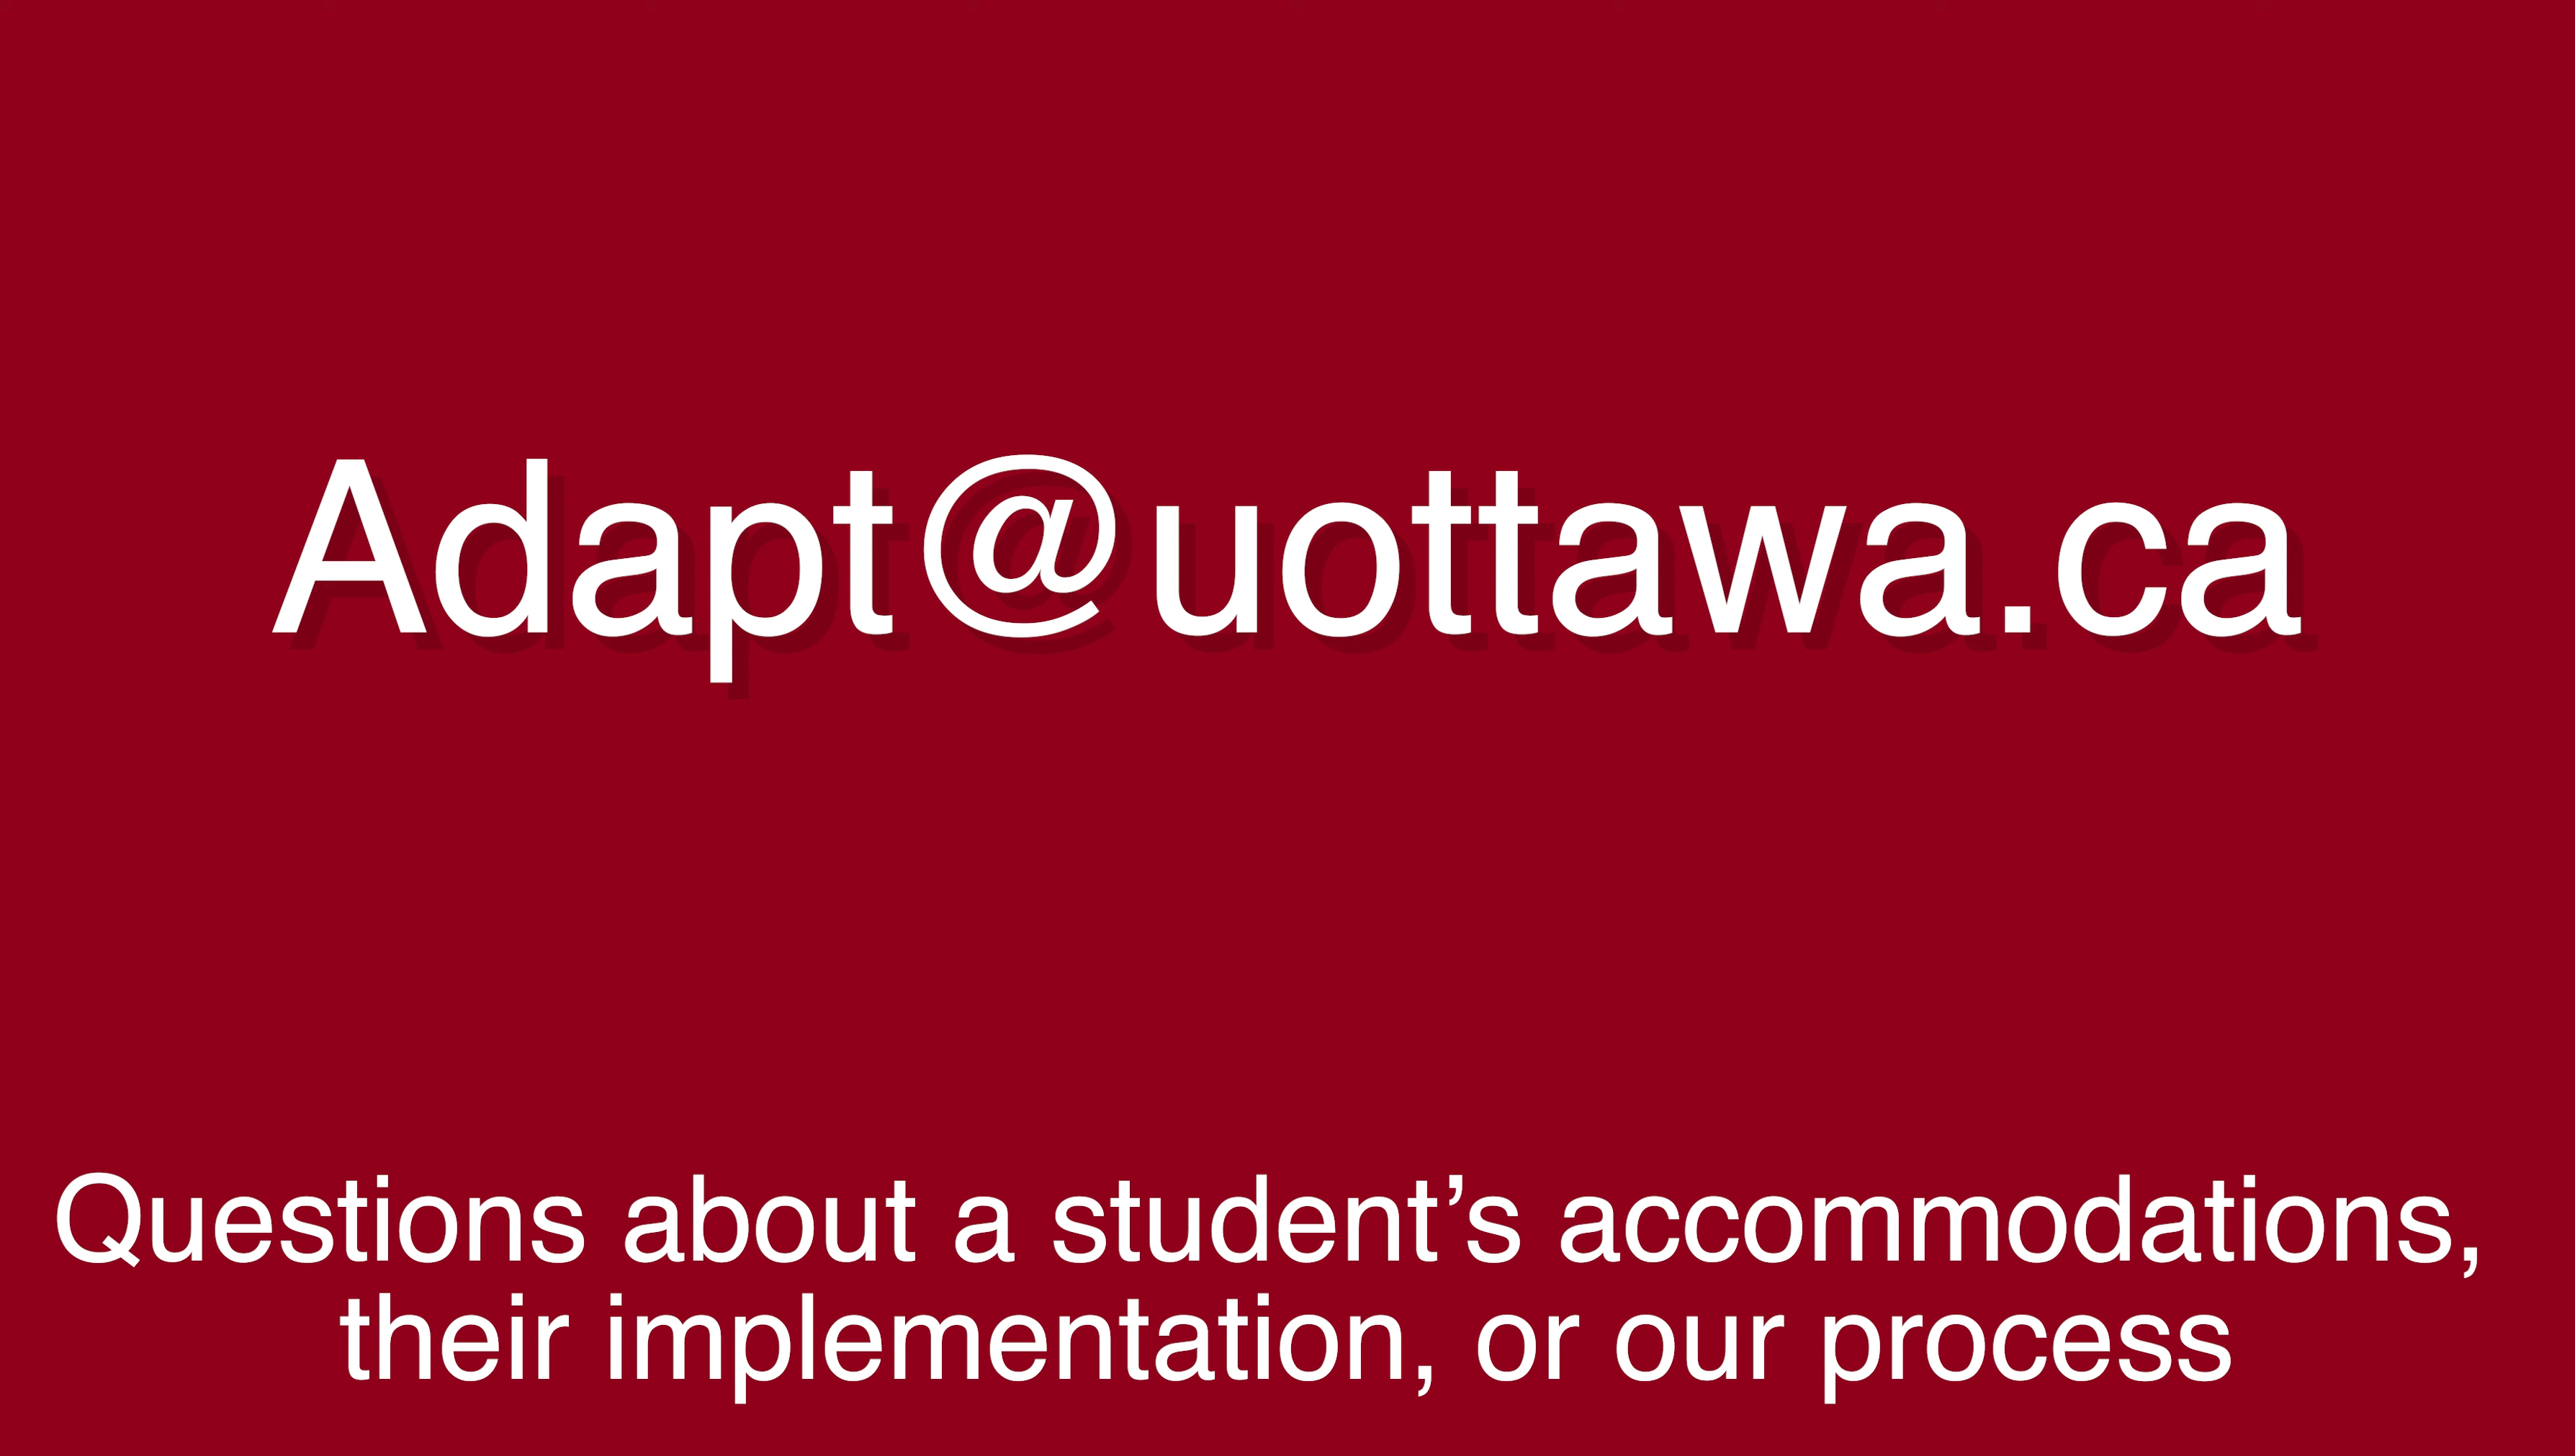 Adapt@uottawa.ca
Questions about a student’s accommodations,
their implementation, or our process